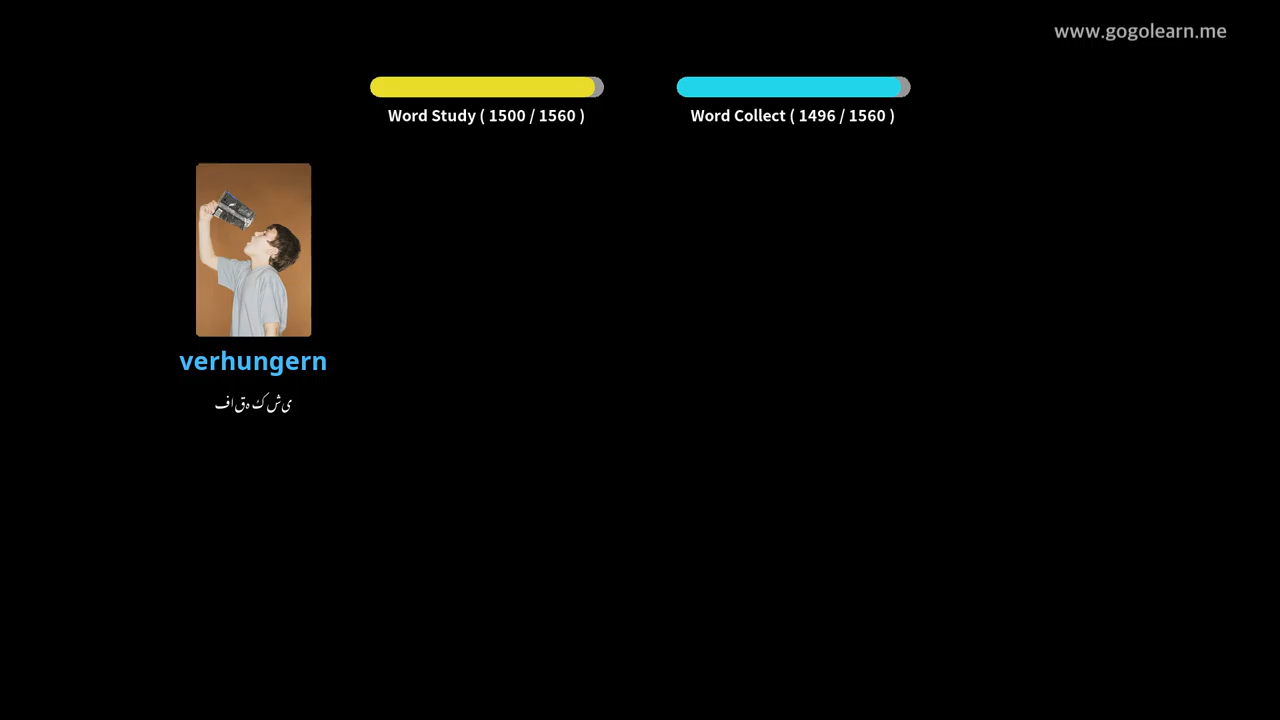 www.gogolearn.me
Word Study ( 1500 / 1560 )
Word Collect ( 1496 / 1560 )
verhungern
فاقہ کشی